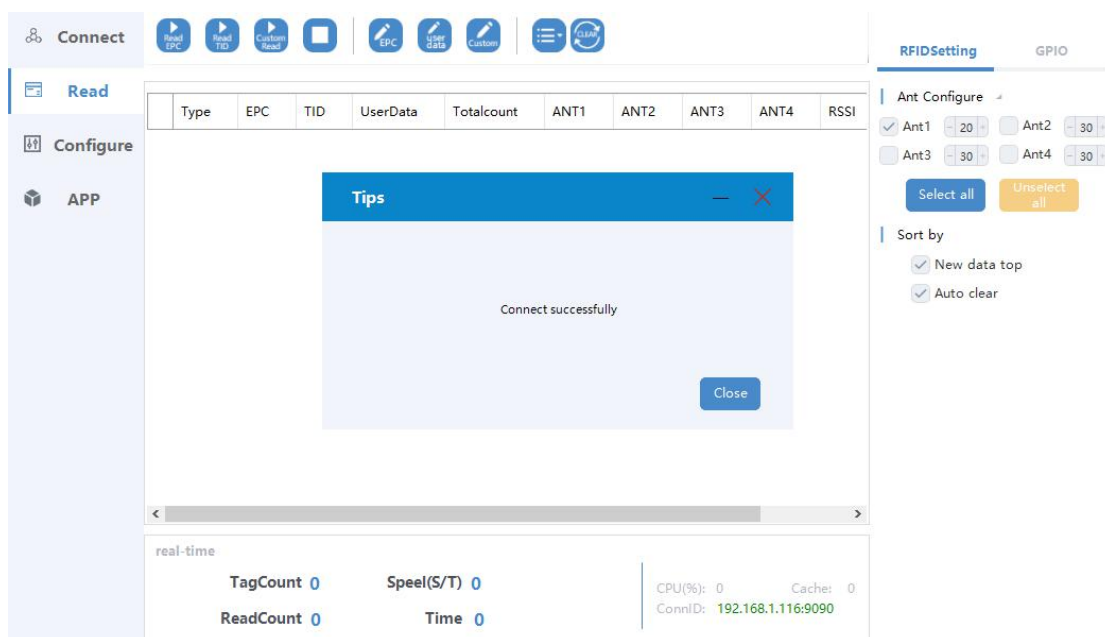 Connect
Read
Configure
APP
Read EPC
Read TID
Custom Read
EPC
user data
Custom
CLEAR
Type EPC TID UserData Totalcount ANT1 ANT2 ANT3 ANT4 RSSI
Tips
Connect successfully
Close
real-time
TagCount 0 Speel(S/T) 0
ReadCount 0 Time 0
CPU(%): 0 Cache: 0
ConnID: 192.168.1.116:9090
RFIDSetting GPIO
Ant Configure
Ant1 - 20 + Ant2 - 30 +
Ant3 - 30 + Ant4 - 30 +
Select all
Unselect
all
Sort by
New data top
Auto clear